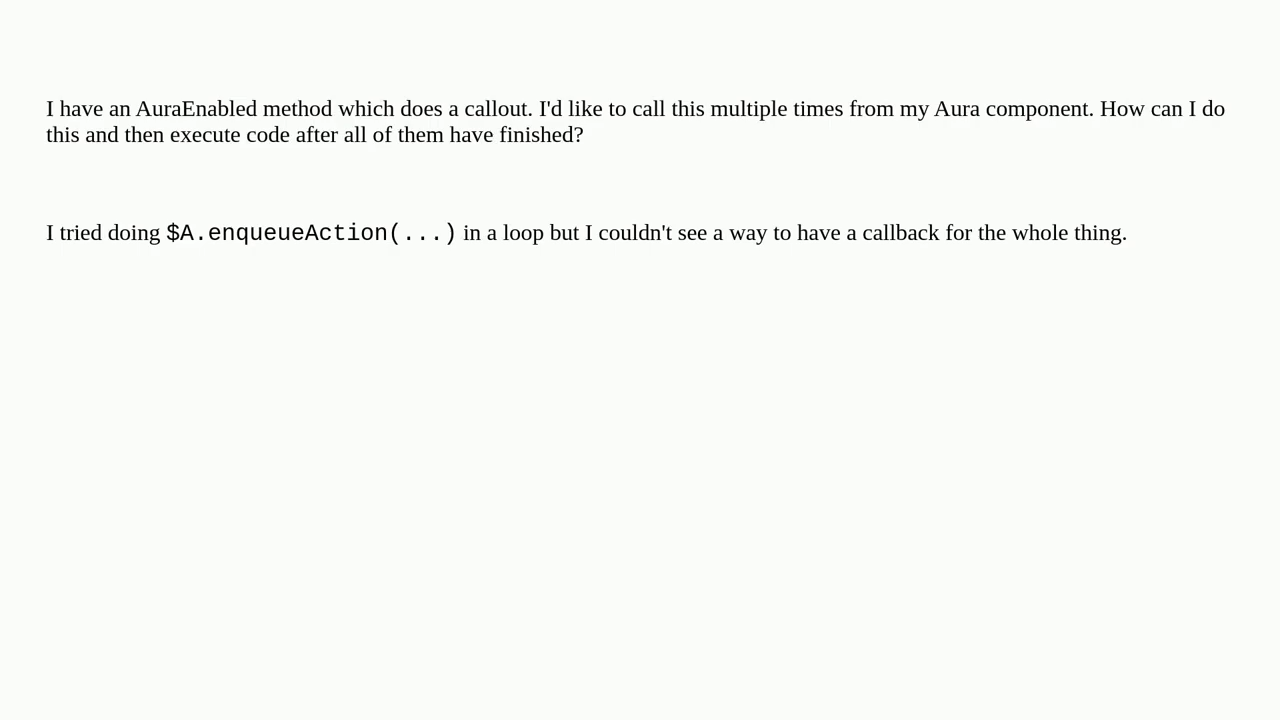 I have an AuraEnabled method which does a callout. I'd like to call this multiple times from my Aura component. How can I do
this and then execute code after all of them have finished?
I tried doing $A.enqueueAction(...) in a loop but I couldn't see a way to have a callback for the whole thing.